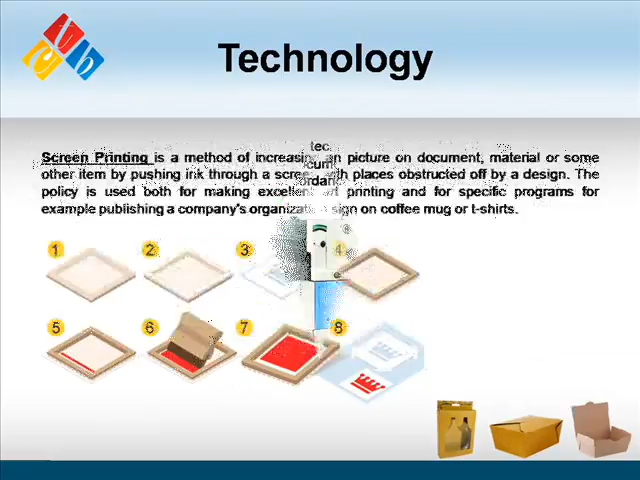 Technology
Screen Printing is a method of increasing an picture on document, material or some
other item by pushing ink through a screen with places obstructed off by a design. The
policy is used both for making excellent art printing and for specific programs for
example publishing a company's organization sign on coffee mug or t-shirts.
1 2 3 4
5 6 7 8